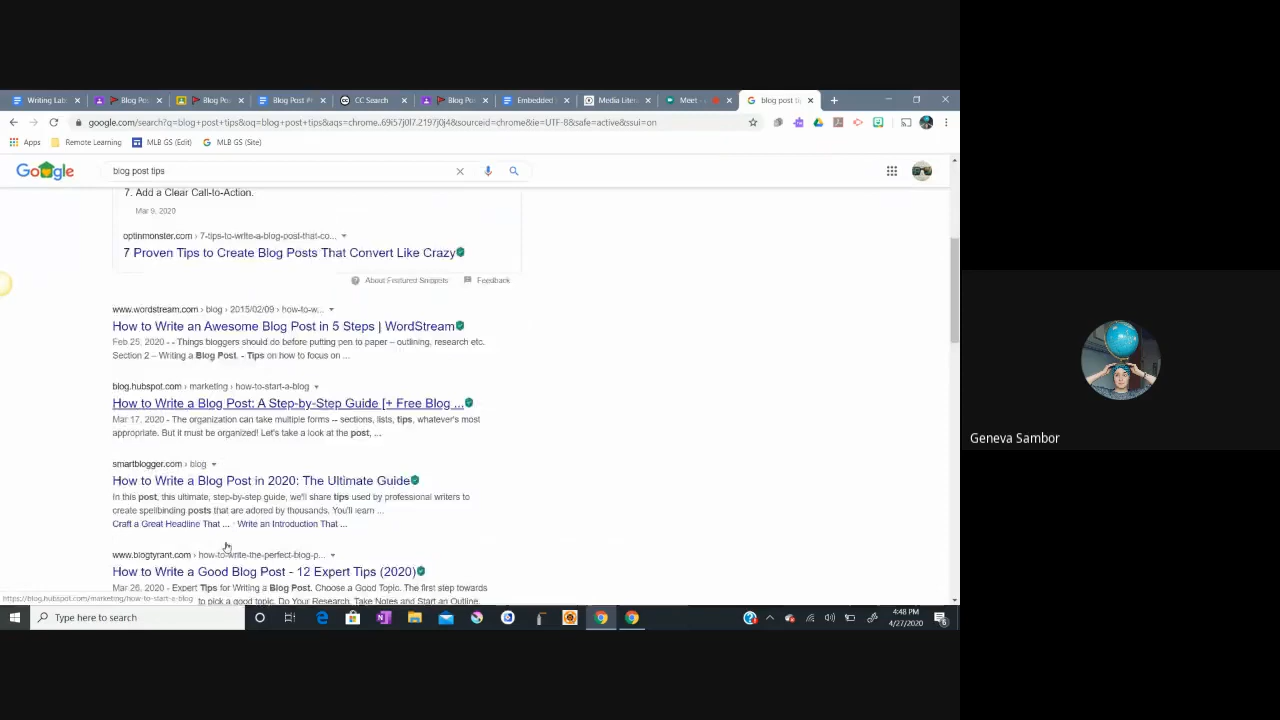 Writing Lab
Blog Po
Blog Po
Blog Post #
CC Search
Blog Po
Embedded
Media Liter
Meet -
blog post ti
google.com/search?q=blog+post+tips&oq=blog+post+tips&aqs=chrome..69i57j0l7.2197j0j4&sourceid=chrome&ie=UTF-8&safe=active&ssui=on
Apps
Remote Learning
MLB GS (Edit)
MLB GS (Site)
blog post tips
7. Add a Clear Call-to-Action.
Mar 9, 2020
optinmonster.com › 7-tips-to-write-a-blog-post-that-co...
7 Proven Tips to Create Blog Posts That Convert Like Crazy
About Featured Snippets
Feedback
www.wordstream.com › blog › 2015/02/09 › how-to-w...
How to Write an Awesome Blog Post in 5 Steps | WordStream
Feb 25, 2020 - - Things bloggers should do before putting pen to paper – outlining, research etc.
Section 2 – Writing a Blog Post. - Tips on how to focus on ...
blog.hubspot.com › marketing › how-to-start-a-blog
How to Write a Blog Post: A Step-by-Step Guide [+ Free Blog ...
Mar 17, 2020 - The organization can take multiple forms -- sections, lists, tips, whatever's most
appropriate. But it must be organized! Let's take a look at the post, ...
smartblogger.com › blog
How to Write a Blog Post in 2020: The Ultimate Guide
In this post, this ultimate, step-by-step guide, we'll share tips used by professional writers to
create spellbinding posts that are adored by thousands. You'll learn ...
Craft a Great Headline That ... · Write an Introduction That ...
www.blogtyrant.com › how-to-write-the-perfect-blog-p...
How to Write a Good Blog Post - 12 Expert Tips (2020)
Mar 26, 2020 - Expert Tips for Writing a Blog Post. Choose a Good Topic. The first step towards
https://blog.hubspot.com/marketing/how-to-start-a-blog
to pick a good topic. Do Your Research. Take Notes and Start an Outline.
Type here to search
4:48 PM
4/27/2020
6
Geneva Sambor